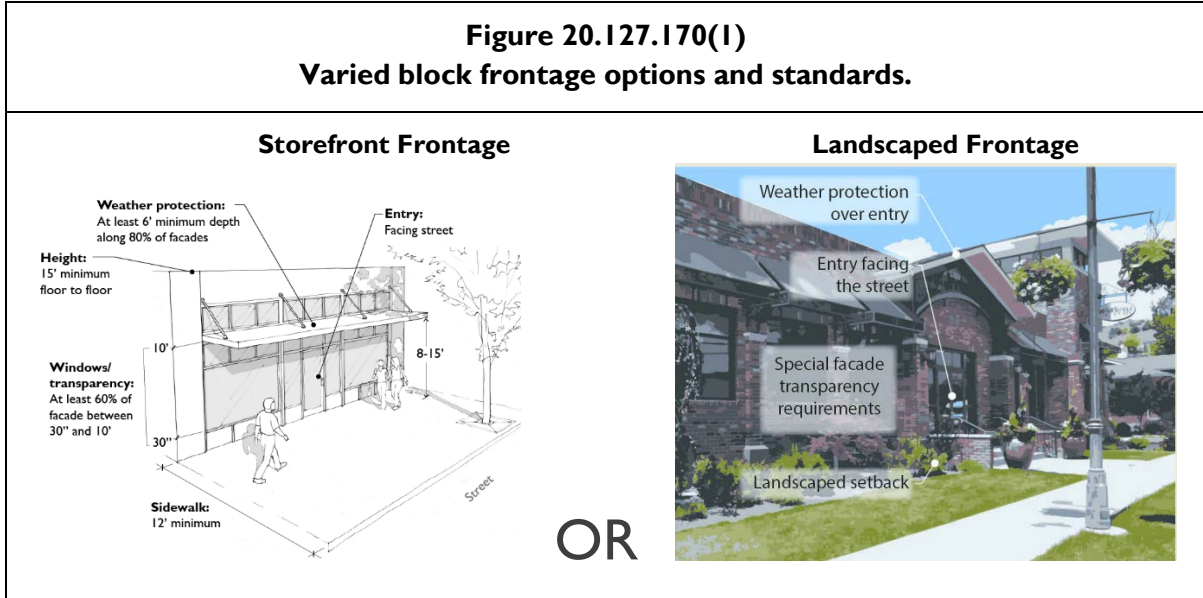 Figure 20.127.170(1)
Varied block frontage options and standards.
Storefront Frontage
Weather protection:
At least 6' minimum depth
along 80% of facades
Entry:
Facing street
Height:
15' minimum
floor to floor
10'
8-15'
Windows/
transparency:
At least 60% of
facade between
30" and 10'
30"
Street
Sidewalk:
12' minimum
OR
Landscaped Frontage
Weather protection
over entry
Entry facing
the street
Special facade
transparency
requirements
Landscaped setback